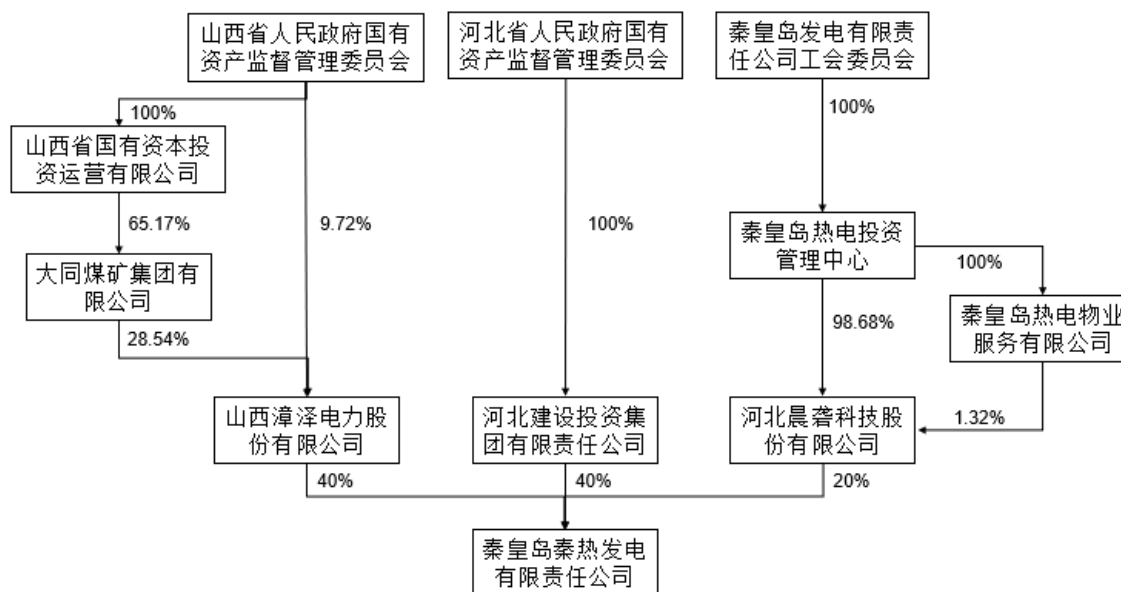 山西省人民政府国有
资产监督管理委员会
河北省人民政府国有
资产监督管理委员会
秦皇岛发电有限责
任公司工会委员会
100%
100%
山西省国有资本投
资运营有限公司
65.17%
9.72%
100%
秦皇岛热电投资
管理中心
100%
大同煤矿集团有
限公司
28.54%
98.68%
秦皇岛热电物业
服务有限公司
山西漳泽电力股
份有限公司
河北建设投资集
团有限责任公司
河北晨砻科技股
份有限公司
1.32%
40%
40%
20%
秦皇岛秦热发电
有限责任公司